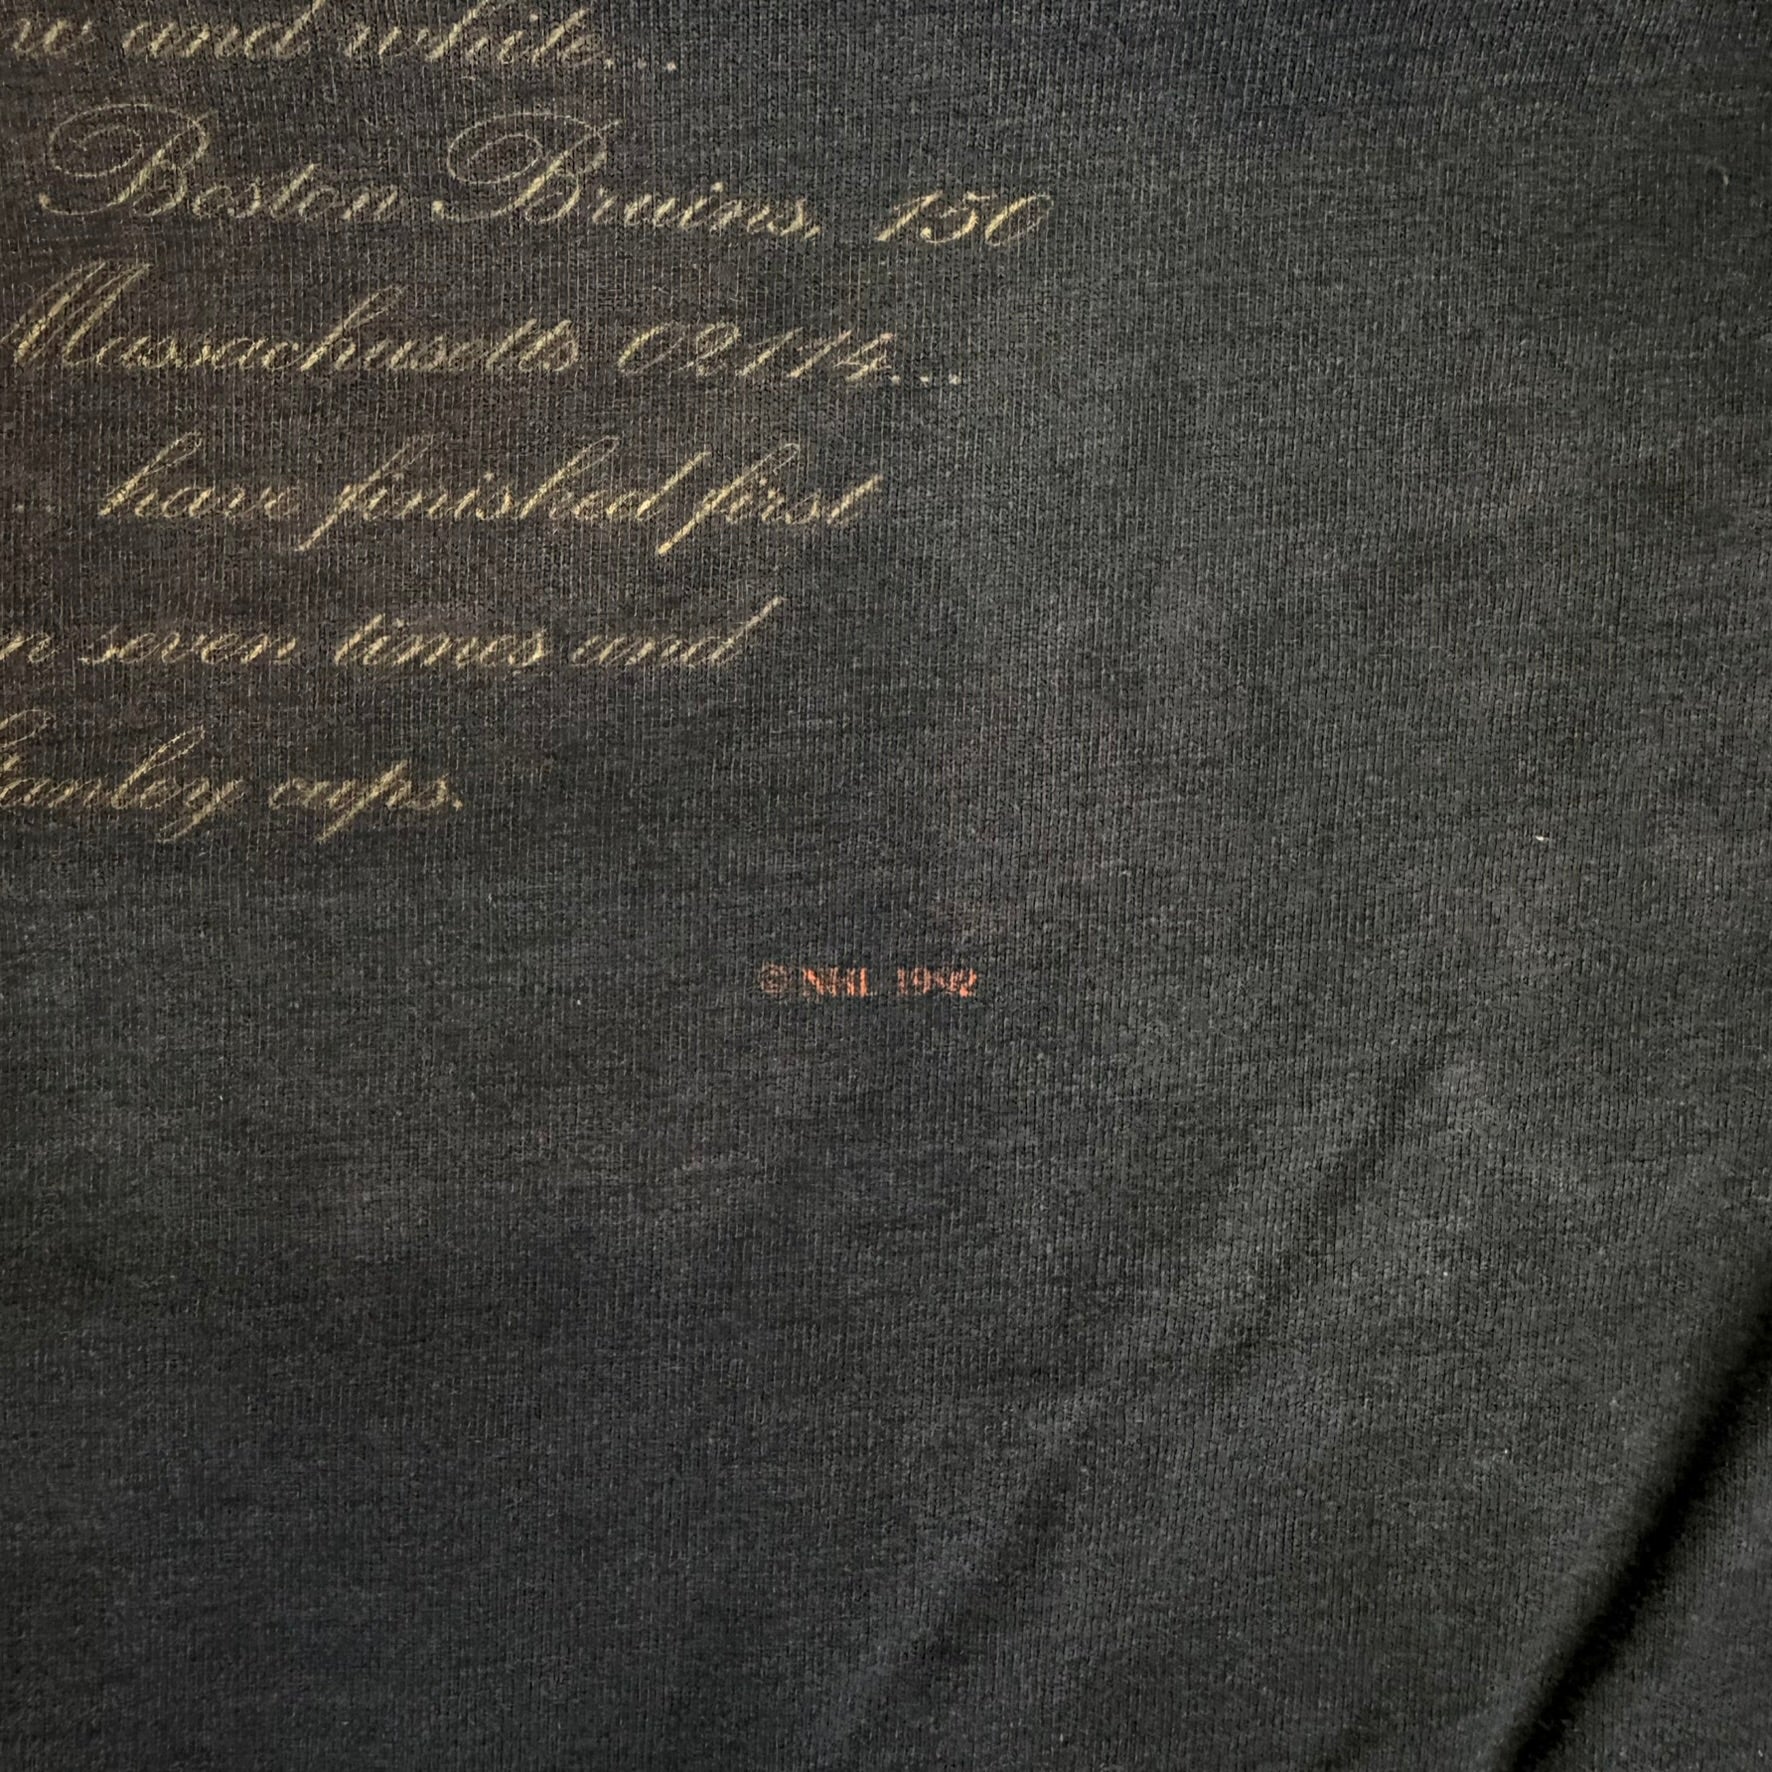 w and white...
Boston Bruins, 150
Massachusetts 02114...
... have finished first
n seven times and
Stanley cups.
© NHL 1992